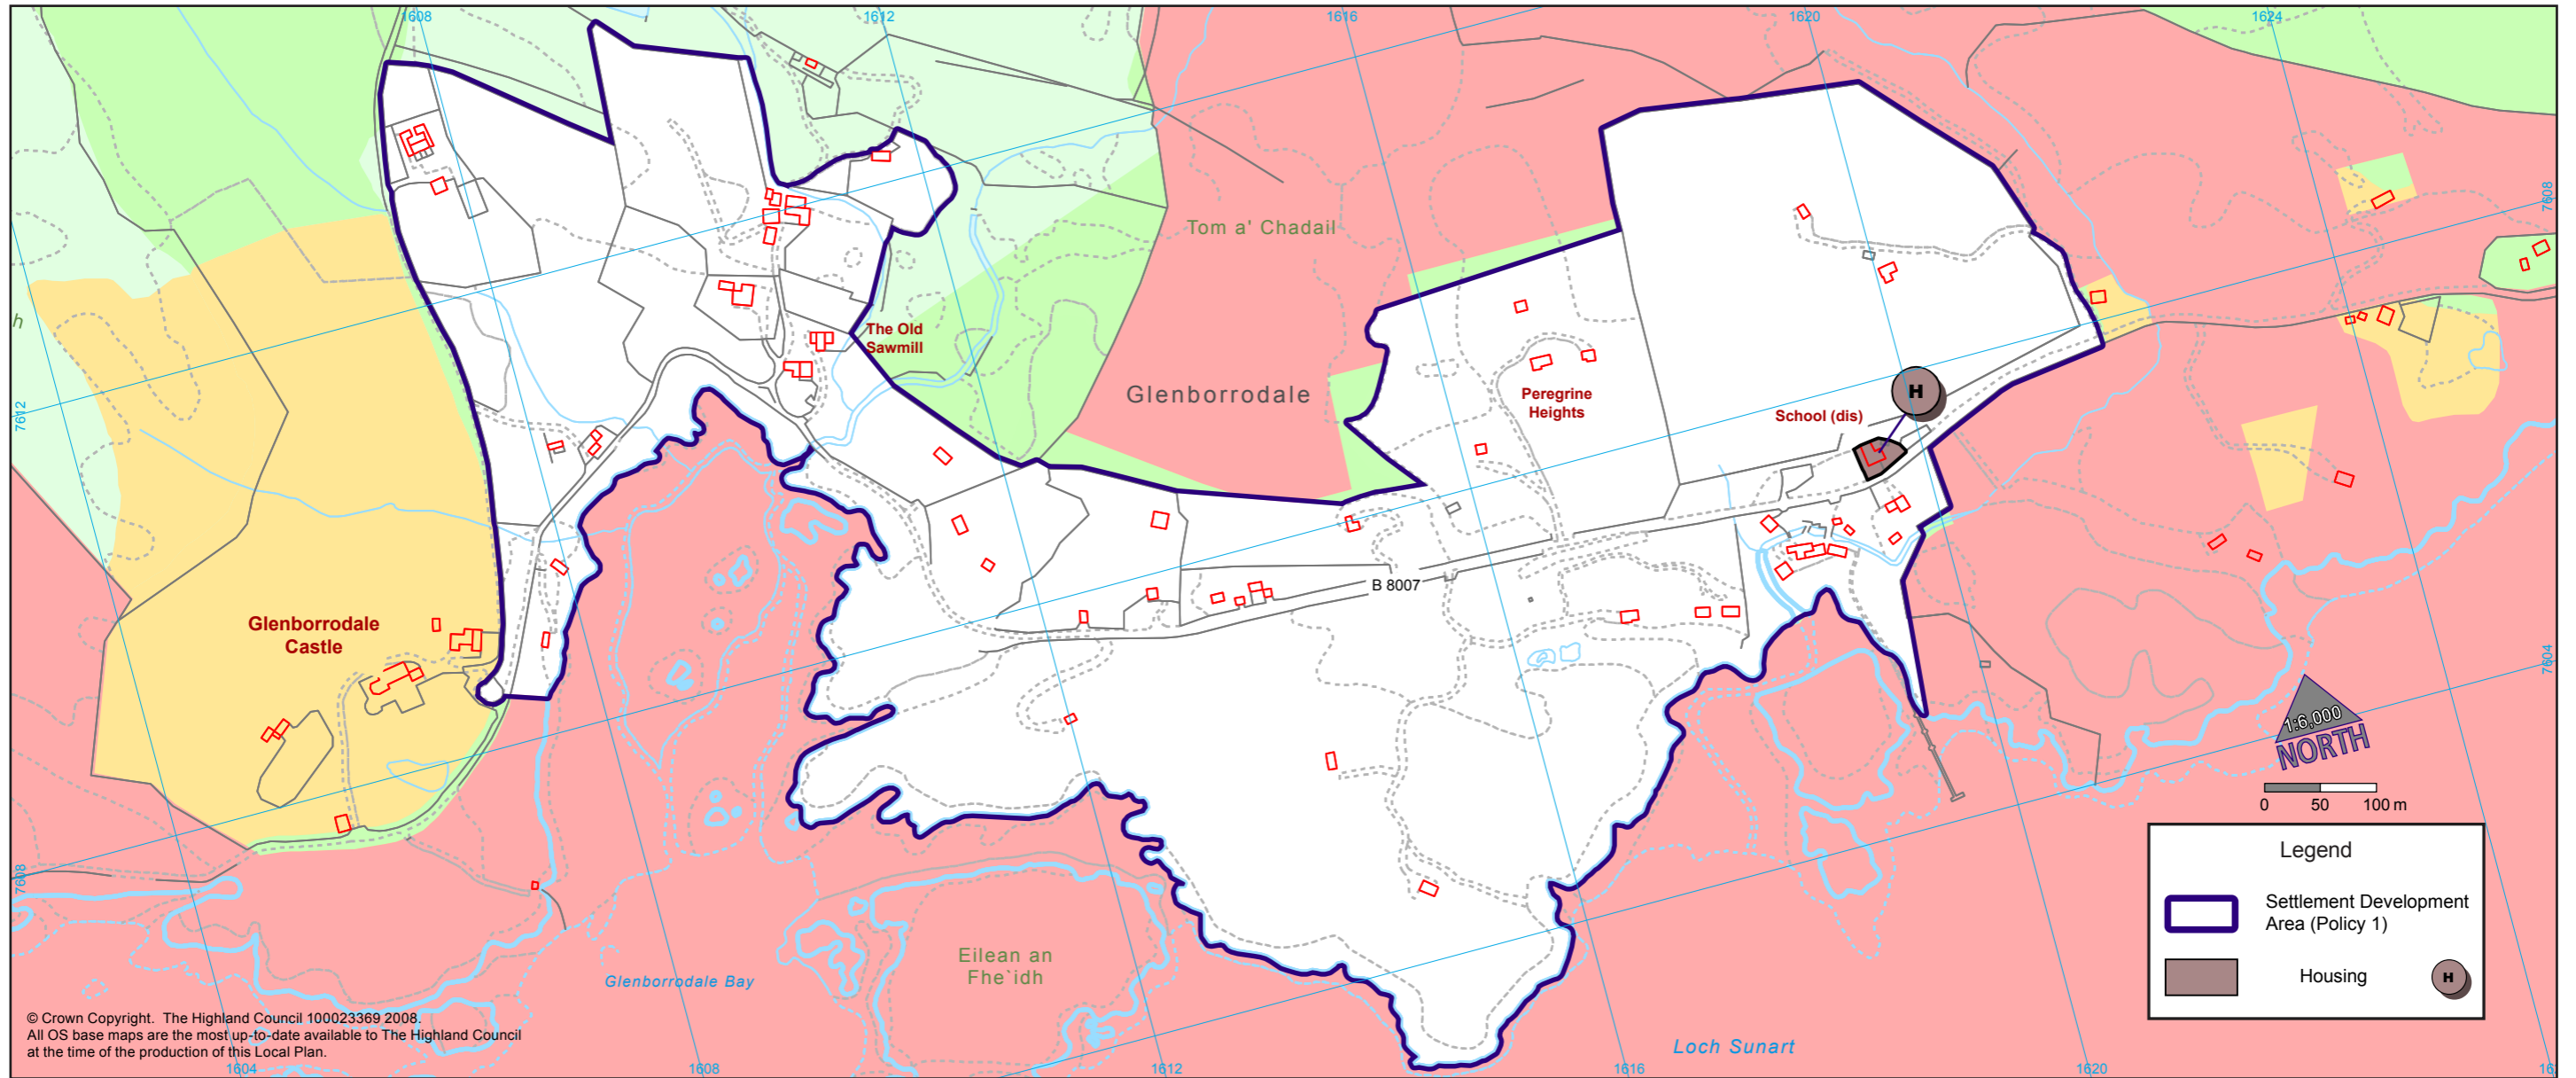 1608
1612
1616
1620
1624
7608
h
Tom a' Chadail
The Old
Sawmill
Glenborrodale
Peregrine
Heights
H
School (dis)
7612
B 8007
Glenborrodale
Castle
7604
1:6,000
NORTH
0 50 100 m
Legend
Settlement Development
Area (Policy 1)
Housing
H
7608
Eilean an
Fhe`idh
Glenborrodale Bay
Loch Sunart
© Crown Copyright. The Highland Council 100023369 2008.
All OS base maps are the most up-to-date available to The Highland Council
at the time of the production of this Local Plan.
1604
1608
1612
1616
1620
16